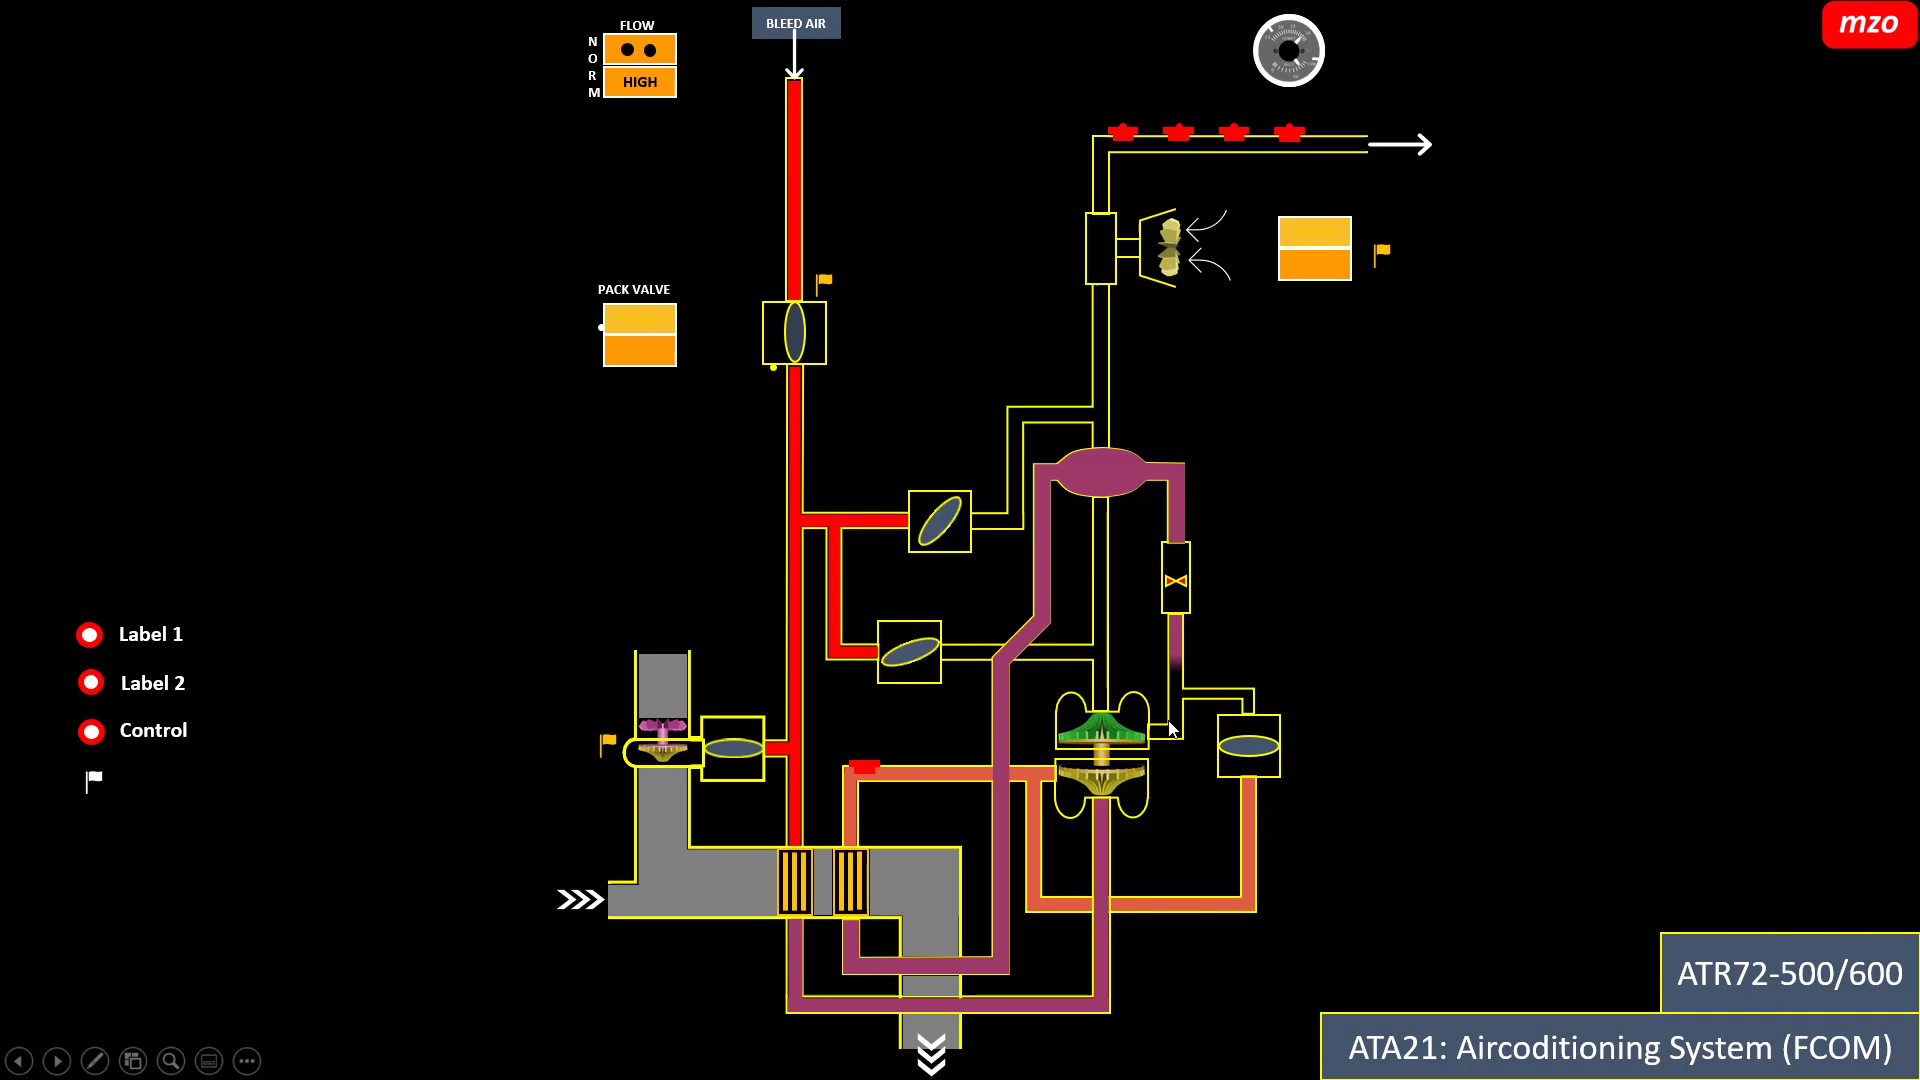 FLOW
NORM
HIGH
BLEED AIR
mzo
PACK VALVE
Label 1
Label 2
Control
ATR72-500/600
ATA21: Aircoditioning System (FCOM)